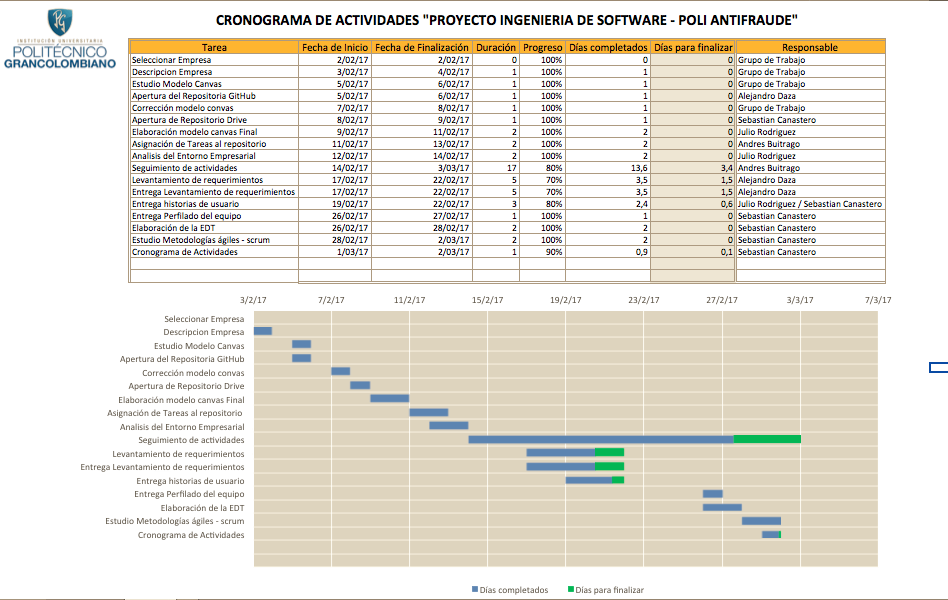 CRONOGRAMA DE ACTIVIDADES "PROYECTO INGENIERIA DE SOFTWARE - POLI ANTIFRAUDE"
PG
INSTITUCIÓN UNIVERSITARIA
POLITÉCNICO
GRANCOLOMBIANO
Tarea Fecha de Inicio Fecha de Finalización Duración Progreso Días completados Días para finalizar Responsable
Seleccionar Empresa 2/02/17 2/02/17 0 100% 0 0 Grupo de Trabajo
Descripcion Empresa 3/02/17 4/02/17 1 100% 1 0 Grupo de Trabajo
Estudio Modelo Canvas 5/02/17 6/02/17 1 100% 1 0 Grupo de Trabajo
Apertura del Repositoria GitHub 5/02/17 6/02/17 1 100% 1 0 Alejandro Daza
Corrección modelo convas 7/02/17 8/02/17 1 100% 1 0 Grupo de Trabajo
Apertura de Repositorio Drive 8/02/17 9/02/17 1 100% 1 0 Sebastian Canastero
Elaboración modelo canvas Final 9/02/17 11/02/17 2 100% 2 0 Julio Rodriguez
Asignación de Tareas al repositorio 11/02/17 13/02/17 2 100% 2 0 Andres Buitrago
Analisis del Entorno Empresarial 12/02/17 14/02/17 2 100% 2 0 Julio Rodriguez
Seguimiento de actividades 14/02/17 3/03/17 17 80% 13,6 3,4 Andres Buitrago
Levantamiento de requerimientos 17/02/17 22/02/17 5 70% 3,5 1,5 Alejandro Daza
Entrega Levantamiento de requerimientos 17/02/17 22/02/17 5 70% 3,5 1,5 Alejandro Daza
Entrega historias de usuario 19/02/17 22/02/17 3 80% 2,4 0,6 Julio Rodriguez / Sebastian Canastero
Entrega Perfilado del equipo 26/02/17 27/02/17 1 100% 1 0 Sebastian Canastero
Elaboración de la EDT 26/02/17 28/02/17 2 100% 2 0 Sebastian Canastero
Estudio Metodologías ágiles - scrum 28/02/17 2/03/17 2 100% 2 0 Sebastian Canastero
Cronograma de Actividades 1/03/17 2/03/17 1 90% 0,9 0,1 Sebastian Canastero
3/2/17 7/2/17 11/2/17 15/2/17 19/2/17 23/2/17 27/2/17 3/3/17 7/3/17
Seleccionar Empresa
Descripcion Empresa
Estudio Modelo Canvas
Apertura del Repositoria GitHub
Corrección modelo convas
Apertura de Repositorio Drive
Elaboración modelo canvas Final
Asignación de Tareas al repositorio
Analisis del Entorno Empresarial
Seguimiento de actividades
Levantamiento de requerimientos
Entrega Levantamiento de requerimientos
Entrega historias de usuario
Entrega Perfilado del equipo
Elaboración de la EDT
Estudio Metodologías ágiles - scrum
Cronograma de Actividades
Días completados Días para finalizar